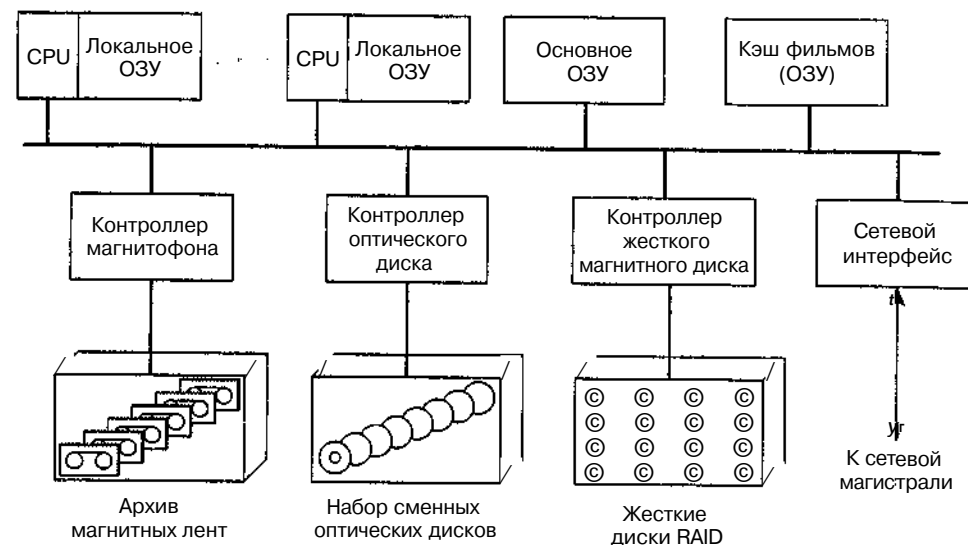 CPU
Локальное
ОЗУ
CPU
Локальное
ОЗУ
Основное
ОЗУ
Кэш фильмов
(ОЗУ)
Контроллер
магнитофона
Контроллер
оптического
диска
Контроллер
жесткого
магнитного диска
Сетевой
интерфейс
© © © ©
© © © ©
© © © ©
© © © ©
К сетевой
магистрали
Архив
магнитных лент
Набор сменных
оптических дисков
Жесткие
диски RAID